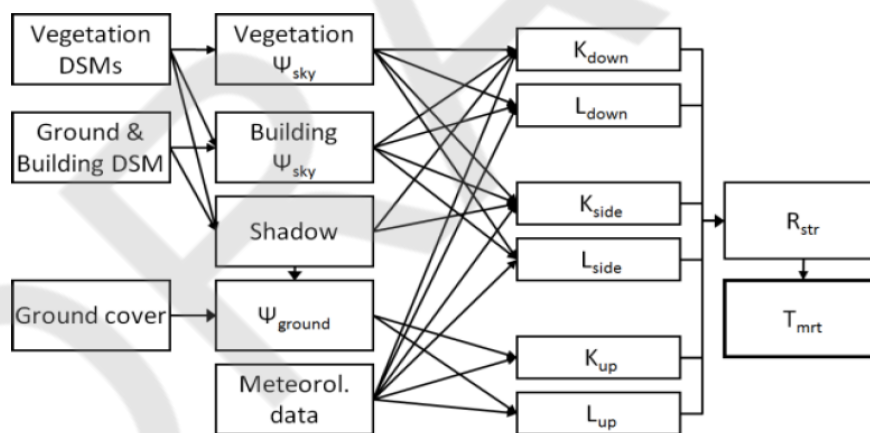 Vegetation
DSMs
Ground &
Building DSM
Ground cover
Vegetation
Ψsky
Building
Ψsky
Shadow
Ψground
Meteorol.
data
Kdown
Ldown
Kside
Lside
Kup
Lup
Rstr
Tmrt